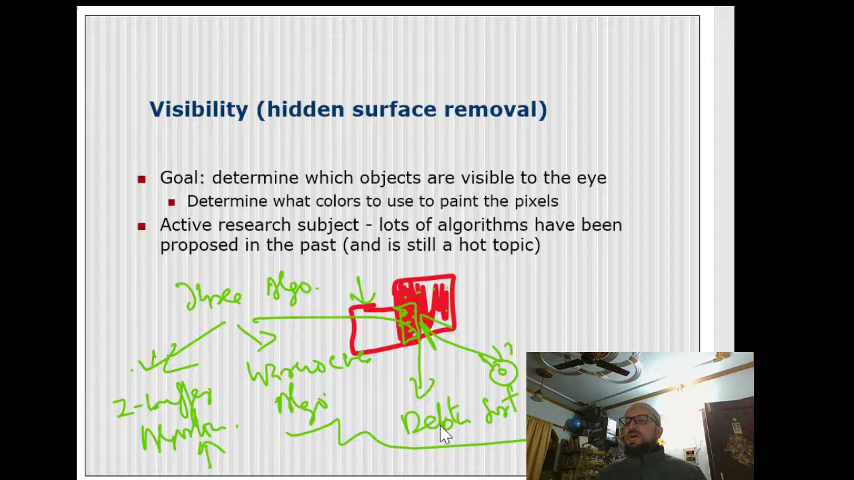 Visibility (hidden surface removal)
Goal: determine which objects are visible to the eye
Determine what colors to use to paint the pixels
Active research subject - lots of algorithms have been
proposed in the past (and is still a hot topic)
Three Algo.
Z-buffer
Algo
Depth Sort